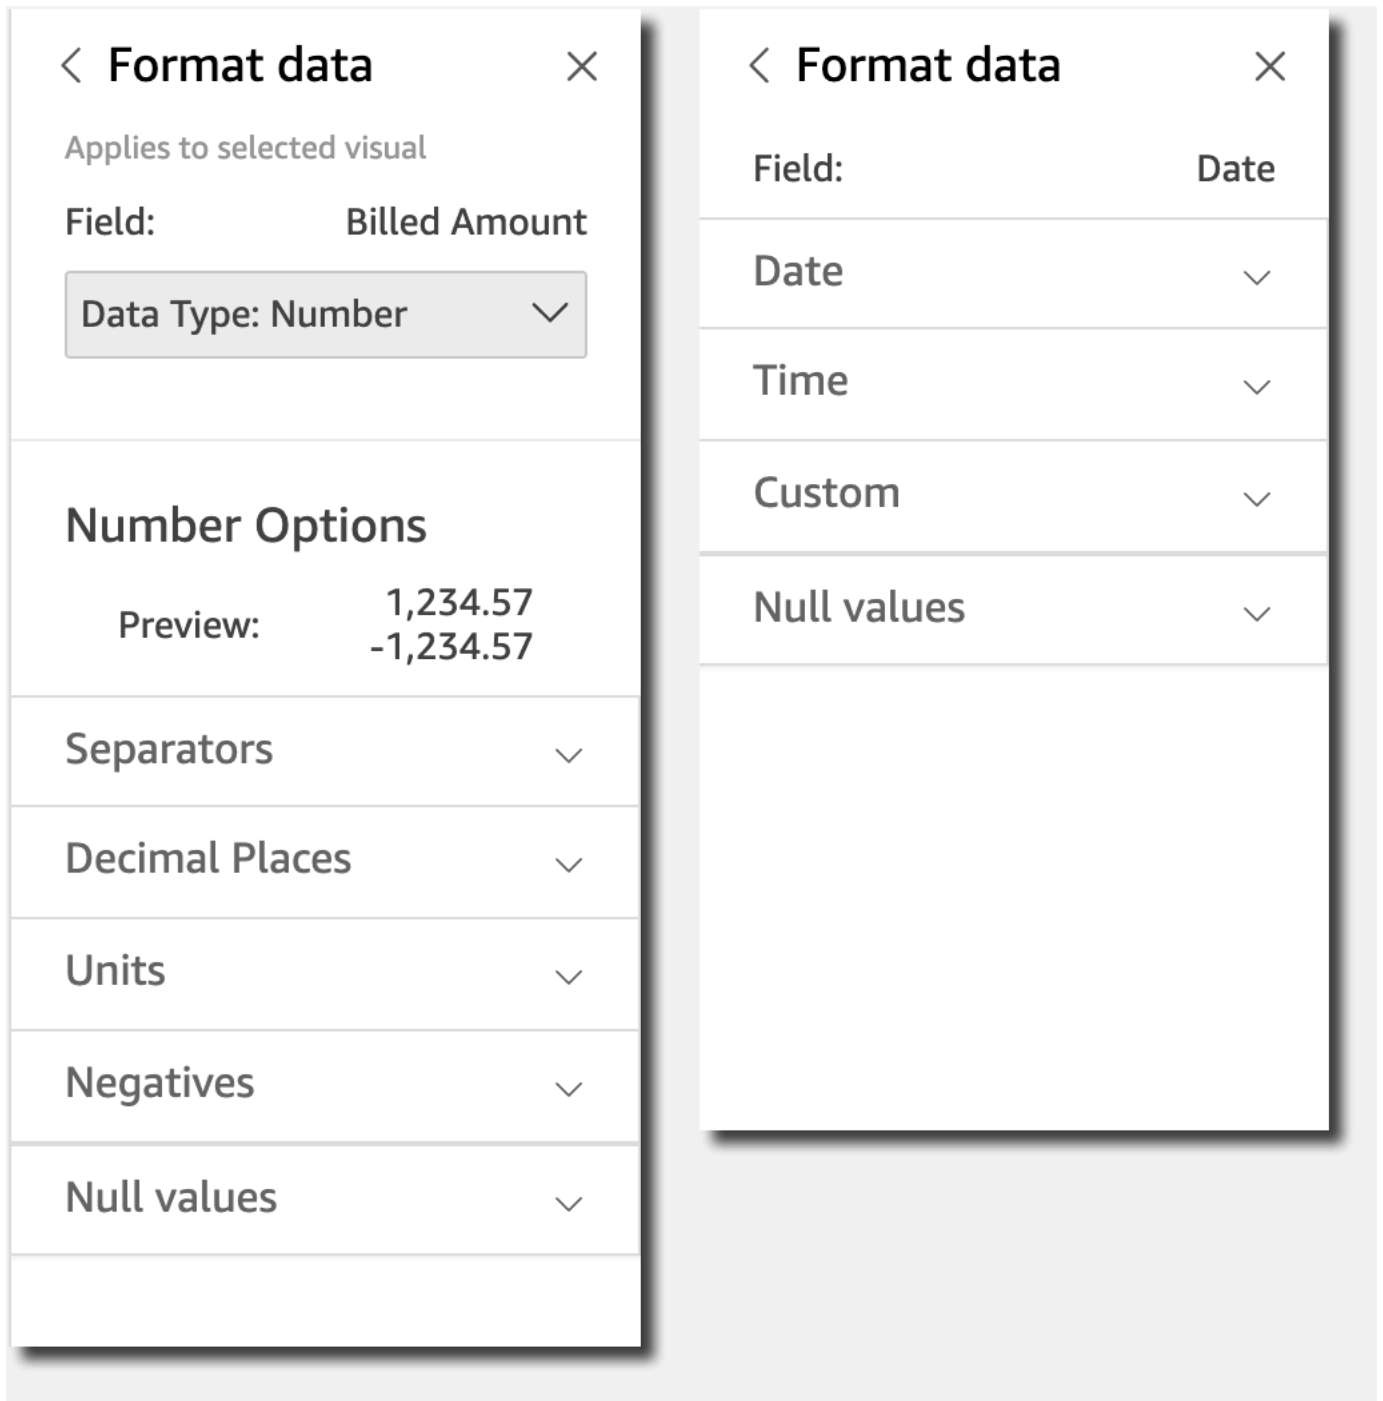 Format data
Applies to selected visual
Field: Billed Amount
Data Type: Number
Number Options
Preview: 1,234.57
-1,234.57
Separators
Decimal Places
Units
Negatives
Null values
Format data
Field: Date
Date
Time
Custom
Null values